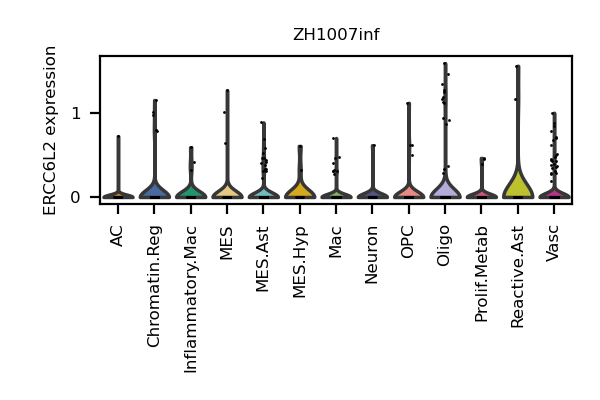 ZH1007inf
ERCC6L2 expression
1
0
AC
Chromatin.Reg
Inflammatory.Mac
MES
MES.Ast
MES.Hyp
Mac
Neuron
OPC
Oligo
Prolif.Metab
Reactive.Ast
Vasc